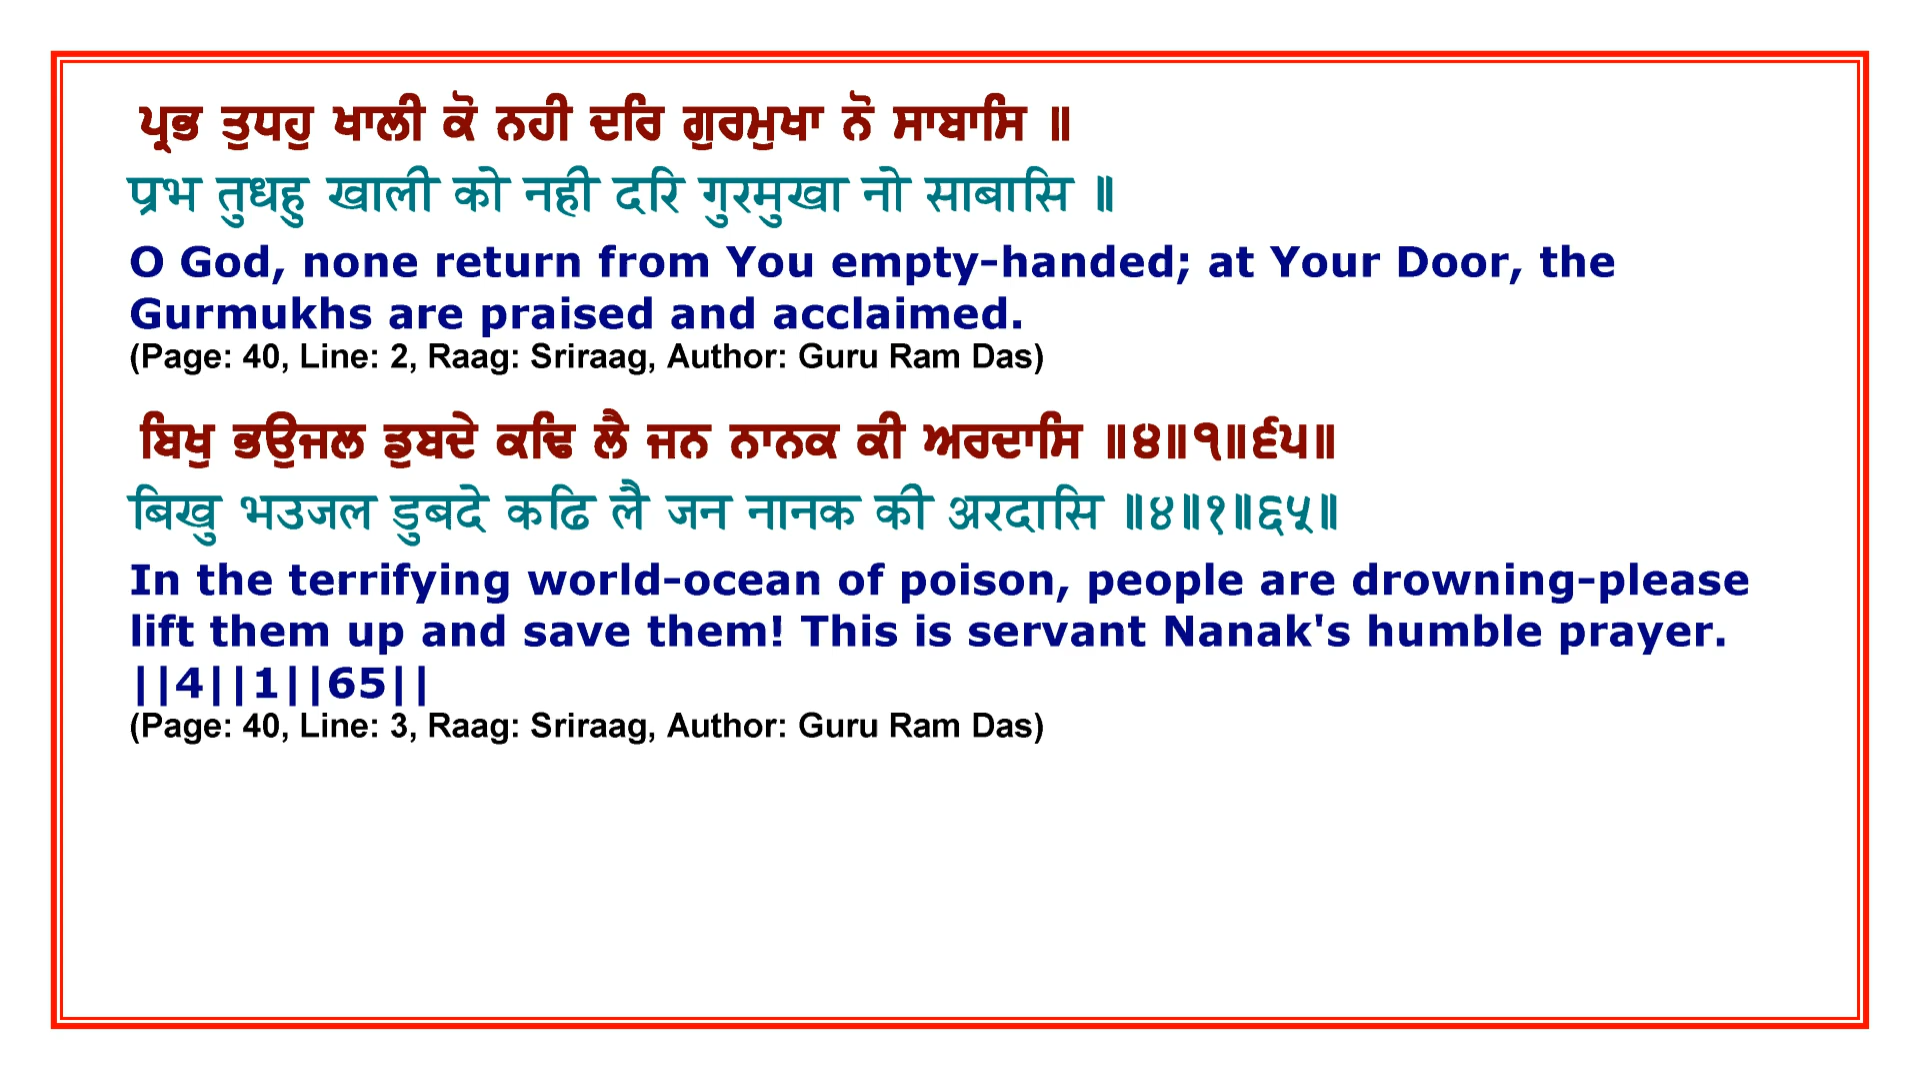 ਪ੍ਰਭ ਤੁਧਹੁ ਖਾਲੀ ਕੋ ਨਹੀ ਦਰਿ ਗੁਰਮੁਖਾ ਨੋ ਸਾਬਾਸਿ ॥
प्रभ तुधहु खाली को नही दरि गुरमुखा नो साबासि ॥
O God, none return from You empty-handed; at Your Door, the
Gurmukhs are praised and acclaimed.
(Page: 40, Line: 2, Raag: Sriraag, Author: Guru Ram Das)
ਬਿਖੁ ਭਉਜਲ ਡੁਬਦੇ ਕਢਿ ਲੈ ਜਨ ਨਾਨਕ ਕੀ ਅਰਦਾਸਿ ॥੪॥੧॥੬੫॥
बिखु भउजल डुबदे कढि लै जन नानक की अरदासि ॥४॥१॥६५॥
In the terrifying world-ocean of poison, people are drowning-please
lift them up and save them! This is servant Nanak's humble prayer.
||4||1||65||
(Page: 40, Line: 3, Raag: Sriraag, Author: Guru Ram Das)